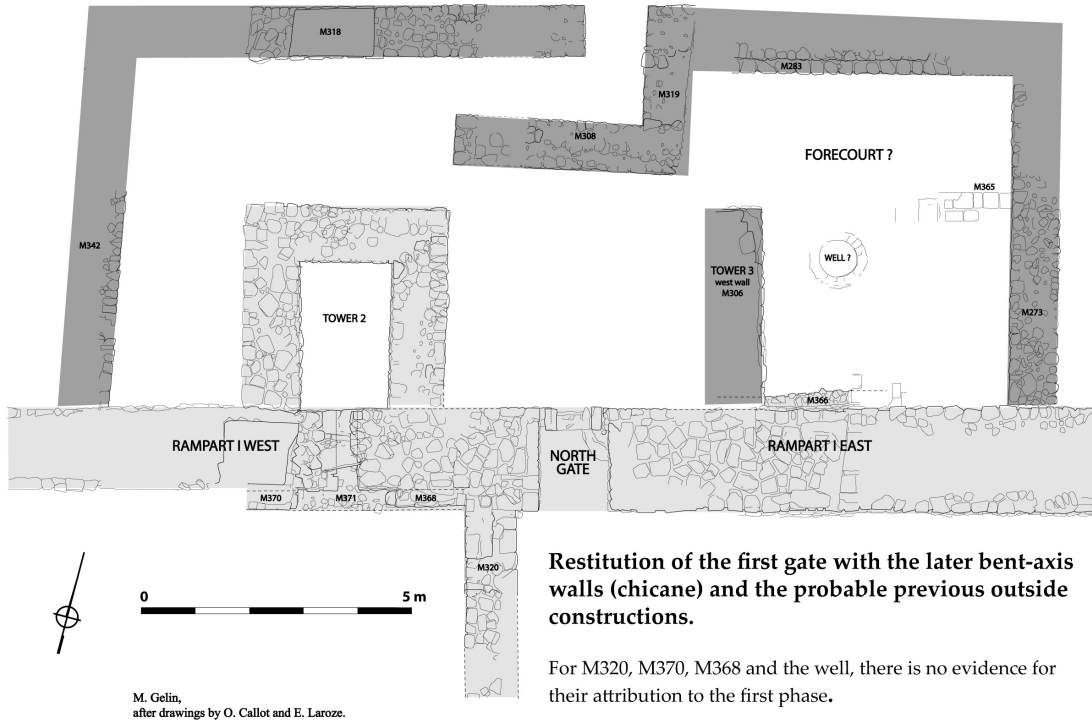 M318
M283
M319
M308
FORECOURT ?
M365
M342
WELL ?
TOWER 3
west wall
M306
TOWER 2
M273
M366
RAMPART I WEST
NORTH
GATE
RAMPART I EAST
M370
M371
M368
M320
0
5 m
Restitution of the first gate with the later bent-axis
walls (chicane) and the probable previous outside
constructions.
For M320, M370, M368 and the well, there is no evidence for
their attribution to the first phase.
M. Gelin,
after drawings by O. Callot and E. Laroze.